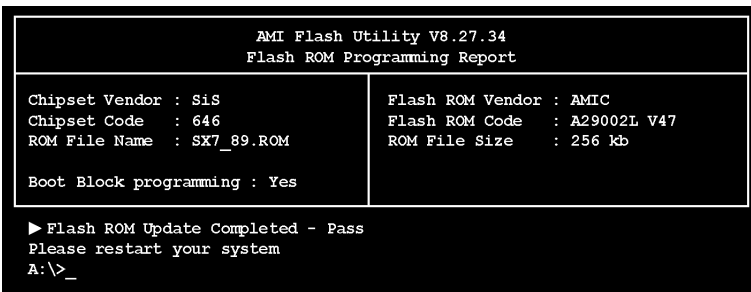 AMI Flash Utility V8.27.34
Flash ROM Programming Report
Chipset Vendor : SiS
Chipset Code : 646
ROM File Name : SX7_89.ROM
Boot Block programming : Yes
Flash ROM Vendor : AMIC
Flash ROM Code : A29002L V47
ROM File Size : 256 kb
▶ Flash ROM Update Completed - Pass
Please restart your system
A:\>_